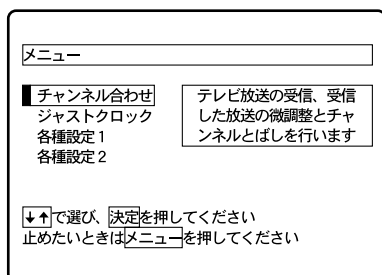 メニュー
チャンネル合わせ
ジャストクロック
各種設定1
各種設定2
テレビ放送の受信、受信
した放送の微調整とチャ
ンネルとばしを行います
↓↑で選び、決定を押してください
止めたいときはメニューを押してください